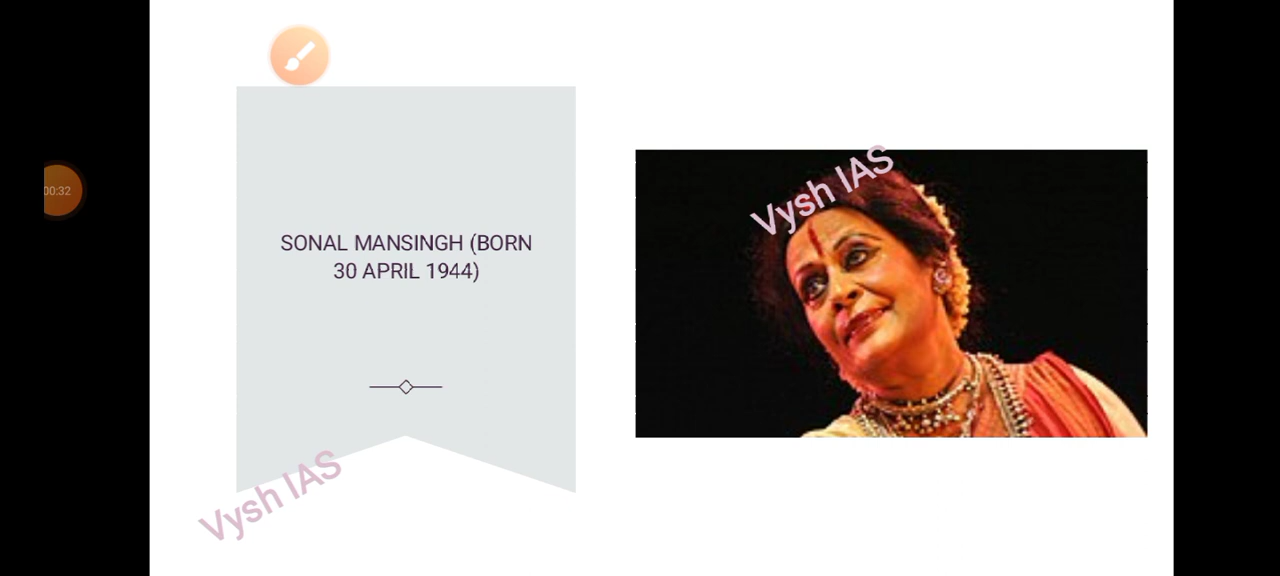 00:32
SONAL MANSINGH (BORN
30 APRIL 1944)
Vysh IAS
Vysh IAS